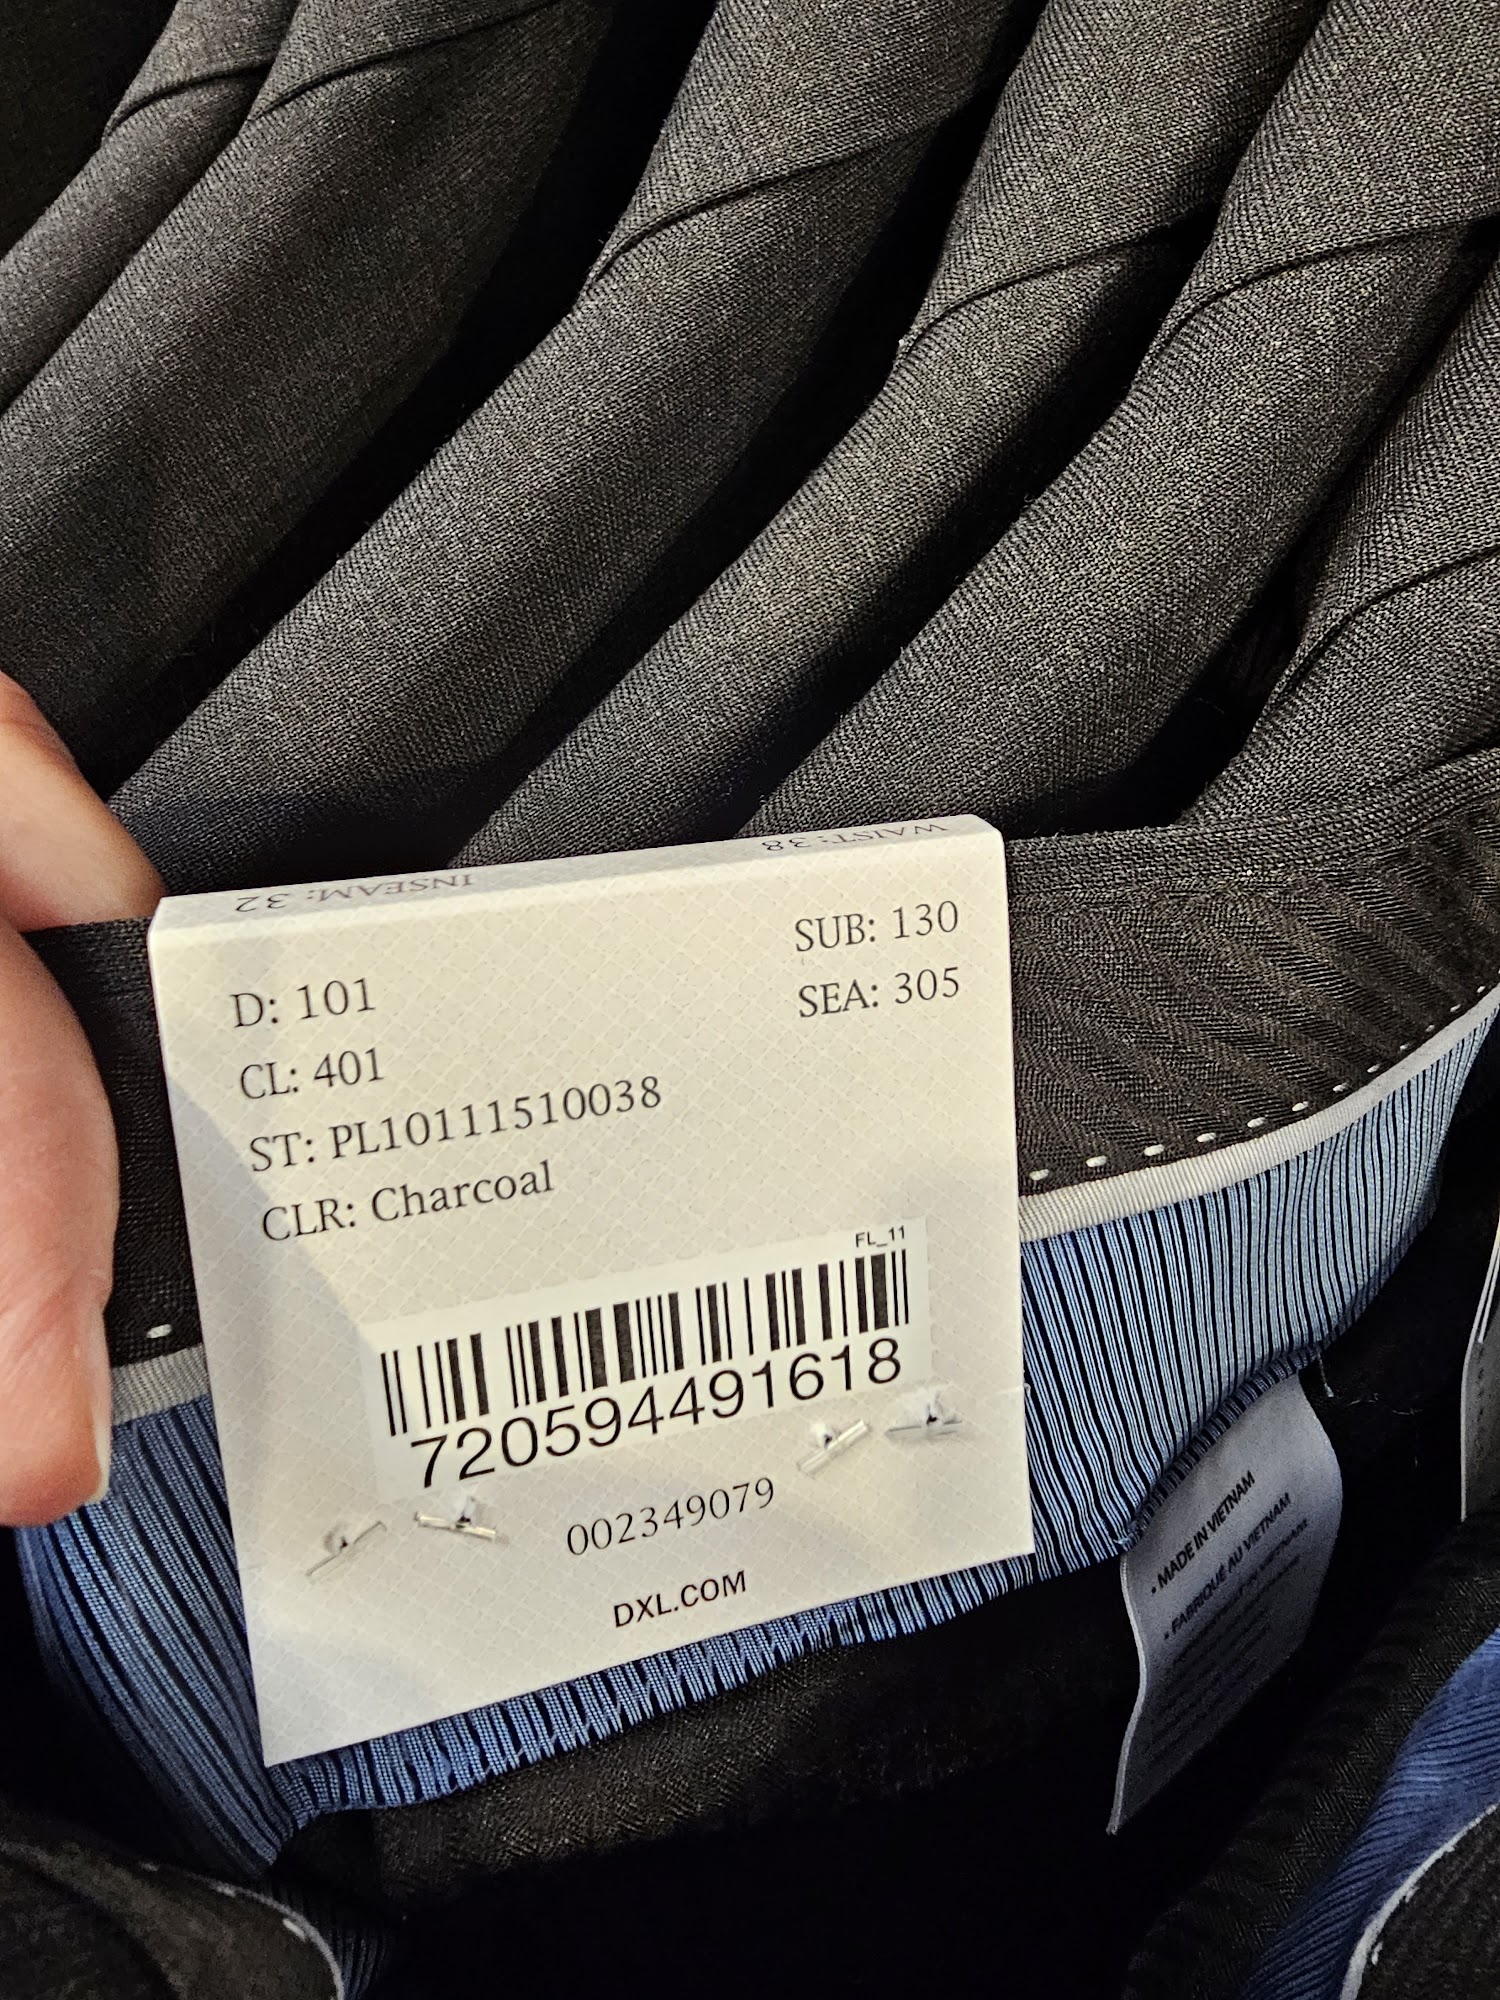 INSEAM: 32
WAIST: 38
D: 101
SUB: 130
CL: 401
SEA: 305
ST: PL10111510038
CLR: Charcoal
FL_11
720594491618
002349079
DXL.COM
• MADE IN VIETNAM
• FABRIQUÉ AU VIETNAM